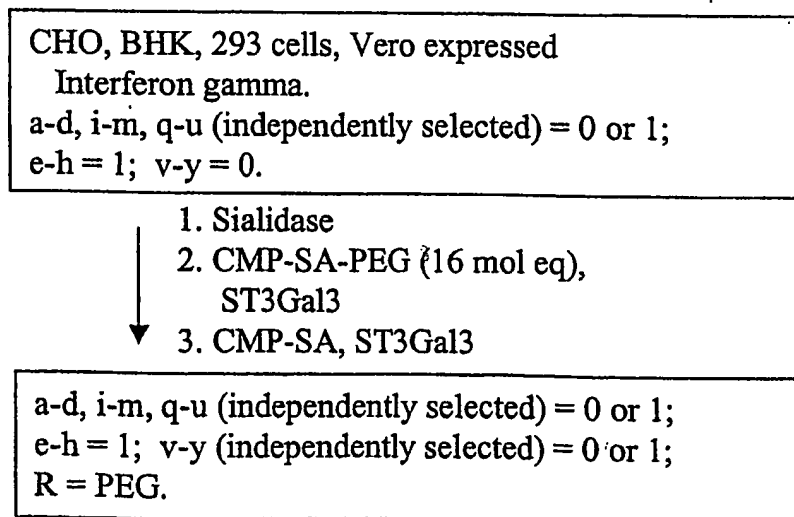 CHO, BHK, 293 cells, Vero expressed
Interferon gamma.
a-d, i-m, q-u (independently selected) = 0 or 1;
e-h = 1; v-y = 0.
1. Sialidase
2. CMP-SA-PEG (16 mol eq),
ST3Gal3
3. CMP-SA, ST3Gal3
a-d, i-m, q-u (independently selected) = 0 or 1;
e-h = 1; v-y (independently selected) = 0 or 1;
R = PEG.